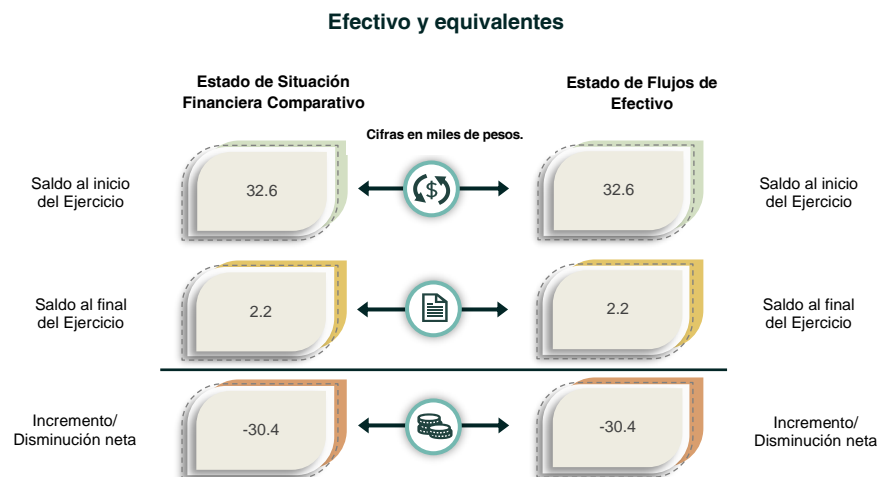 Efectivo y equivalentes
Estado de Situación
Financiera Comparativo
Estado de Flujos de
Efectivo
Cifras en miles de pesos.
Saldo al inicio
del Ejercicio
32.6
$
32.6
Saldo al inicio
del Ejercicio
Saldo al final
del Ejercicio
2.2
2.2
Saldo al final
del Ejercicio
Incremento/
Disminución neta
-30.4
-30.4
Incremento/
Disminución neta